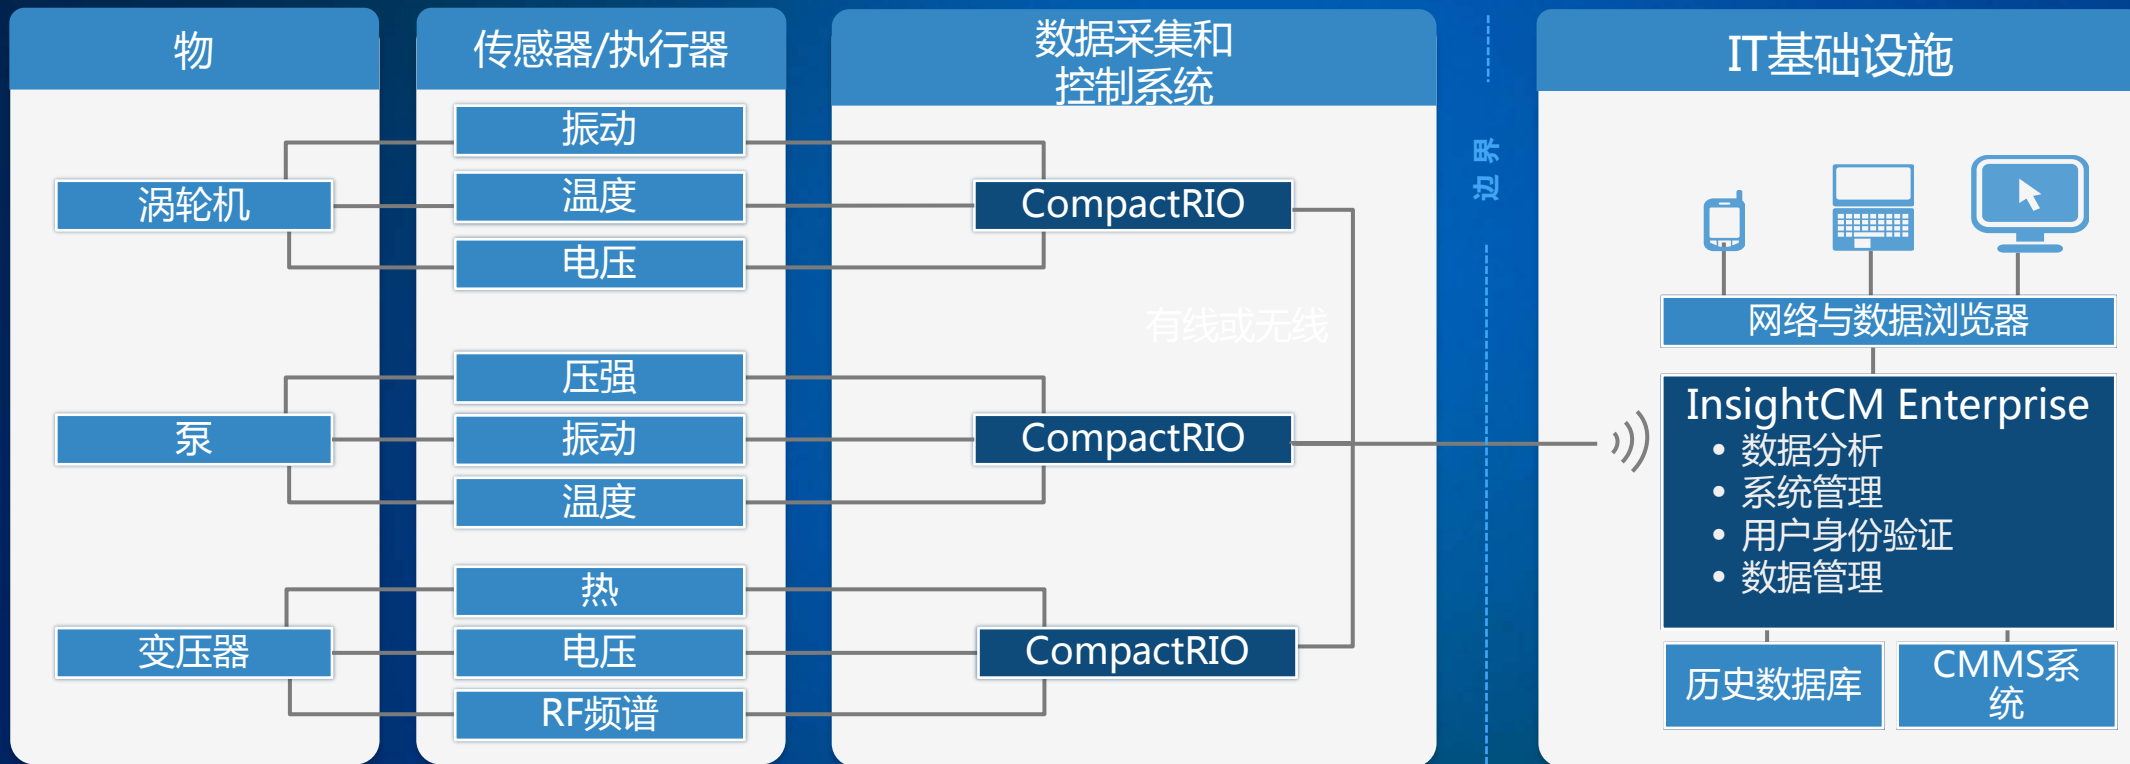 物
传感器/执行器
数据采集和
控制系统
IT基础设施
涡轮机
振动
温度
电压
CompactRIO
有线或无线
泵
压强
振动
温度
CompactRIO
变压器
热
电压
RF频谱
CompactRIO
边 界
网络与数据浏览器
InsightCM Enterprise
• 数据分析
• 系统管理
• 用户身份验证
• 数据管理
历史数据库
CMMS系
统